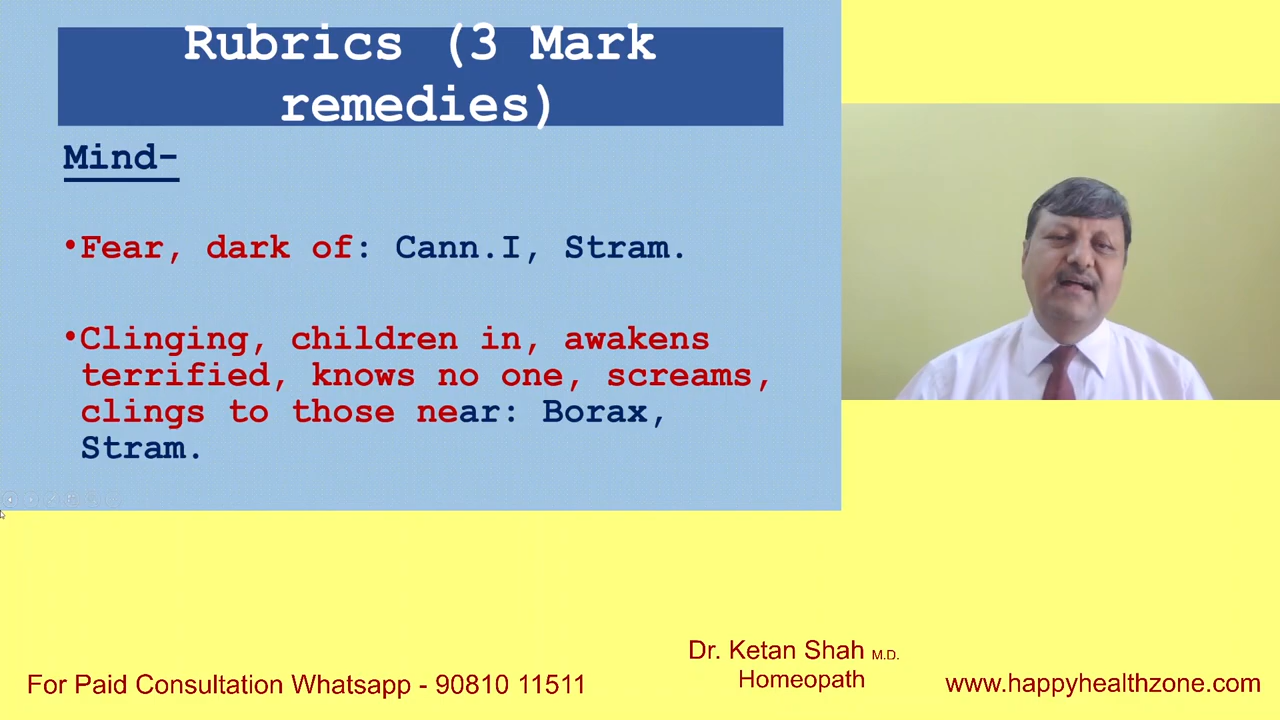 Rubrics (3 Mark
remedies)
Mind-
•Fear, dark of: Cann.I, Stram.
•Clinging, children in, awakens
terrified, knows no one, screams,
clings to those near: Borax,
Stram.
Dr. Ketan Shah M.D.
Homeopath
For Paid Consultation Whatsapp - 90810 11511
www.happyhealthzone.com